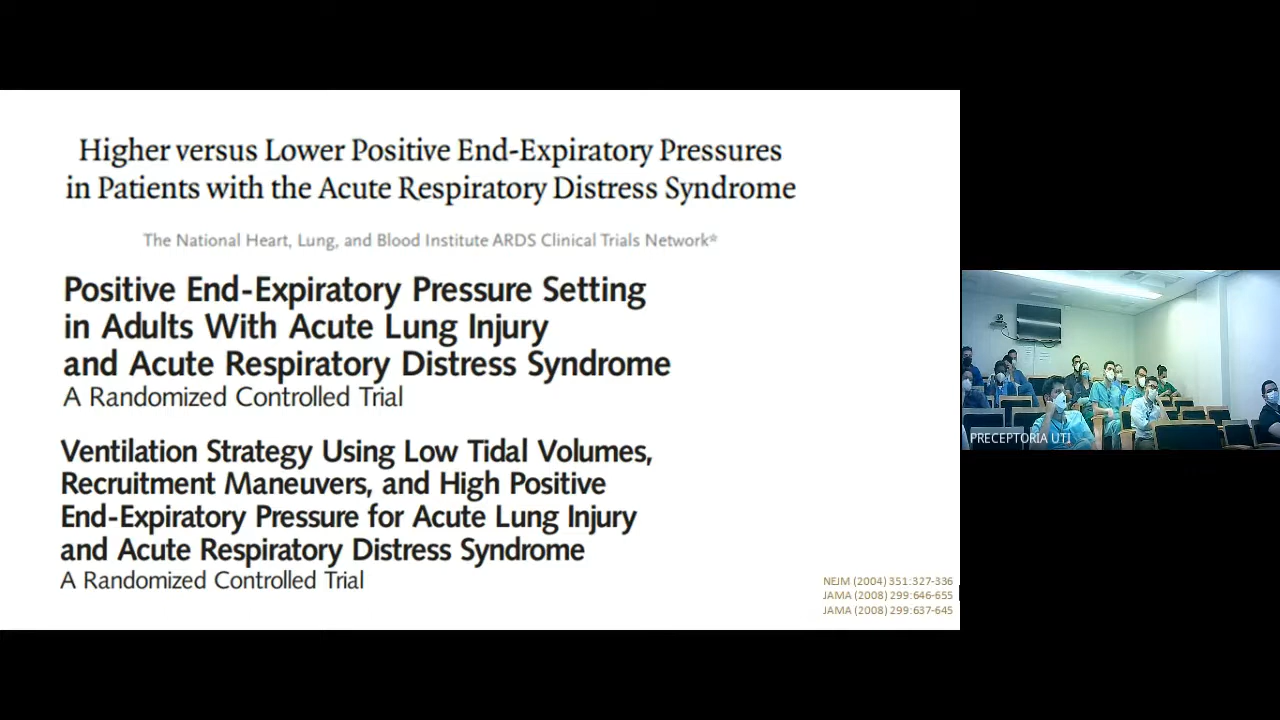 Higher versus Lower Positive End-Expiratory Pressures
in Patients with the Acute Respiratory Distress Syndrome
The National Heart, Lung, and Blood Institute ARDS Clinical Trials Network*
Positive End-Expiratory Pressure Setting
in Adults With Acute Lung Injury
and Acute Respiratory Distress Syndrome
A Randomized Controlled Trial
Ventilation Strategy Using Low Tidal Volumes,
Recruitment Maneuvers, and High Positive
End-Expiratory Pressure for Acute Lung Injury
and Acute Respiratory Distress Syndrome
A Randomized Controlled Trial
NEJM (2004) 351:327-336
JAMA (2008) 299:646-655
JAMA (2008) 299:637-645
PRECEPTORIA UTI